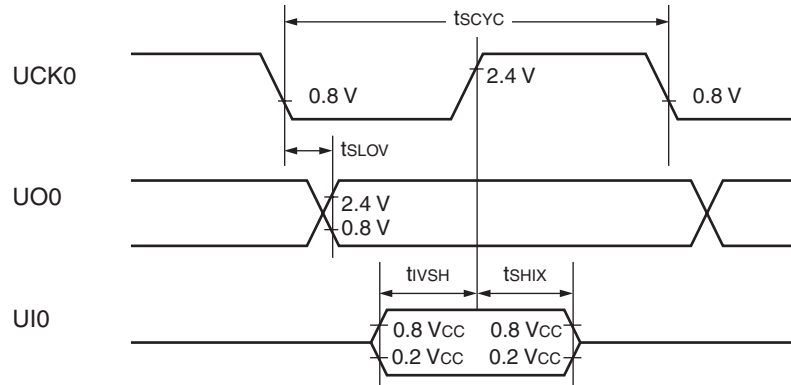 tSCYC
UCK0
2.4 V
0.8 V
0.8 V
tSLOV
UO0
2.4 V
0.8 V
tIVSH
tSHIX
UI0
0.8 VCC
0.8 VCC
0.2 VCC
0.2 VCC